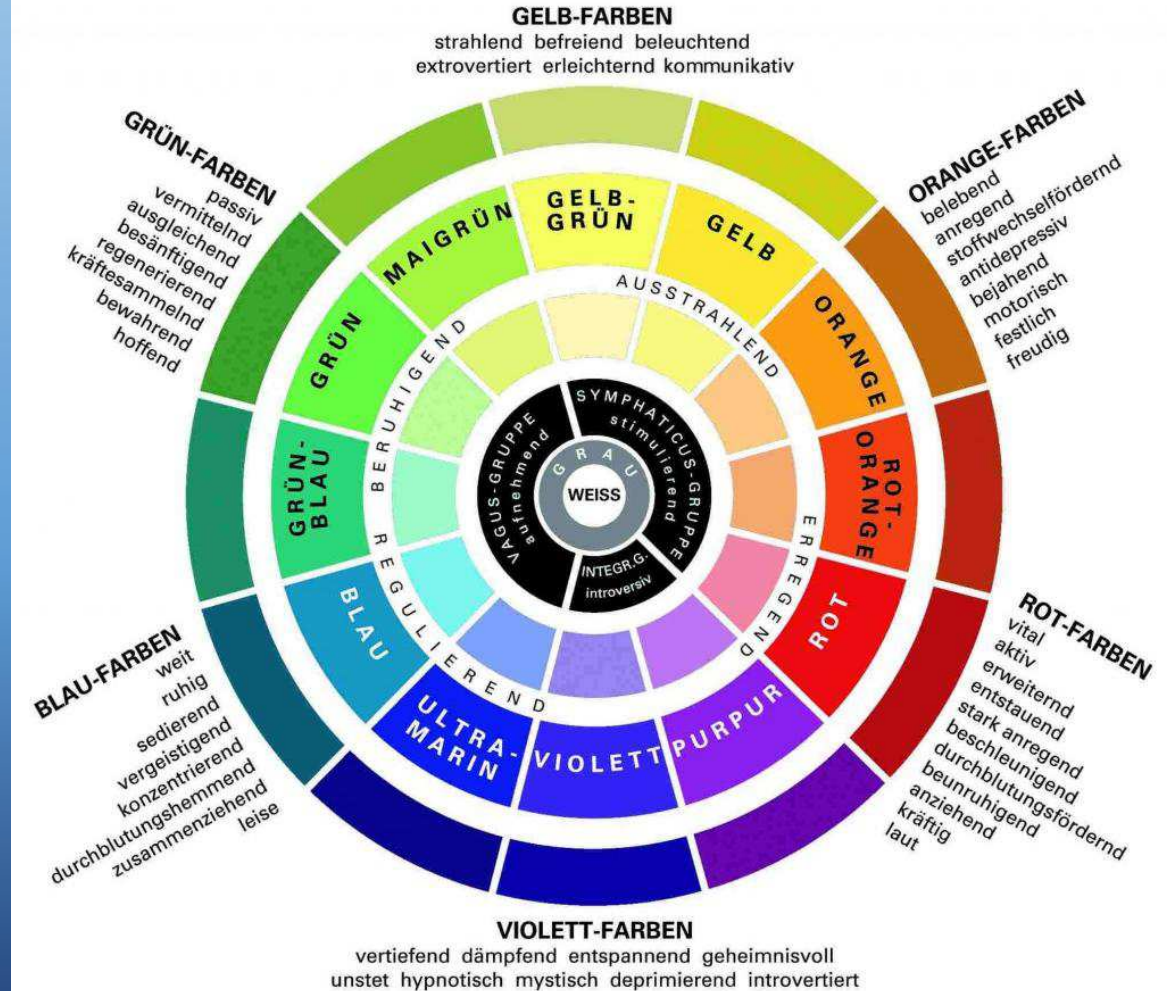 GELB-FARBEN
strahlend befreiend beleuchtend
extrovertiert erleichternd kommunikativ
ORANGE-FARBEN
belebend
anregend
stoffwechselfördernd
antidepressiv
bejahend
motorisch
festlich
freudig
ROT-FARBEN
vital
aktiv
erweiternd
entstauend
stark anregend
beschleunigend
durchblutungsfördernd
beunruhigend
anziehend
kräftig
laut
VIOLETT-FARBEN
vertiefend dämpfend entspannend geheimnisvoll
unstet hypnotisch mystisch deprimierend introvertiert
BLAU-FARBEN
weit
ruhig
sedierend
vergeistigend
konzentrierend
durchblutungshemmend
zusammenziehend
leise
GRÜN-FARBEN
passiv
vermittelnd
ausgleichend
besänftigend
regenerierend
kräftesammelnd
bewahrend
hoffend
GELB-
GRÜN
GELB
ORANGE
ROT-
ORANGE
ROT
PURPUR
VIOLETT
ULTRA-
MARIN
BLAU
GRÜN-
BLAU
GRÜN
MAIGRÜN
AUSSTRAHLEND
ERREGEND
REGULIEREND
BERUHIGEND
SYMPHATICUS-GRUPPE
stimulierend
INTEGR.G.
introversiv
VAGUS-GRUPPE
aufnehmend
GRAU
WEISS